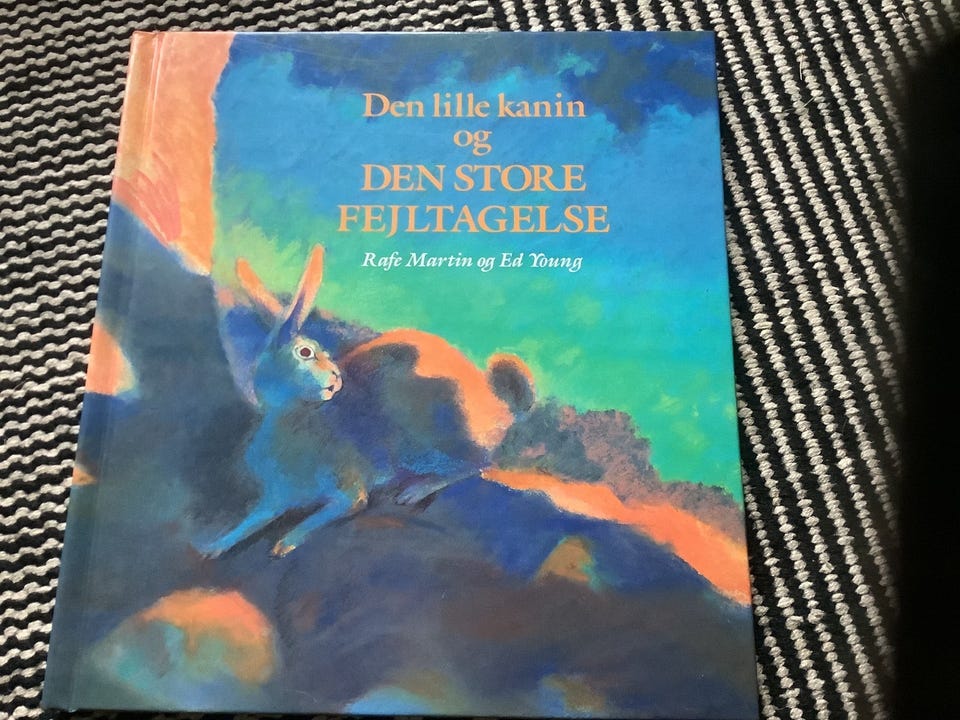 Den lille kanin
og
DEN STORE
FEJLTAGELSE
Rafe Martin og Ed Young